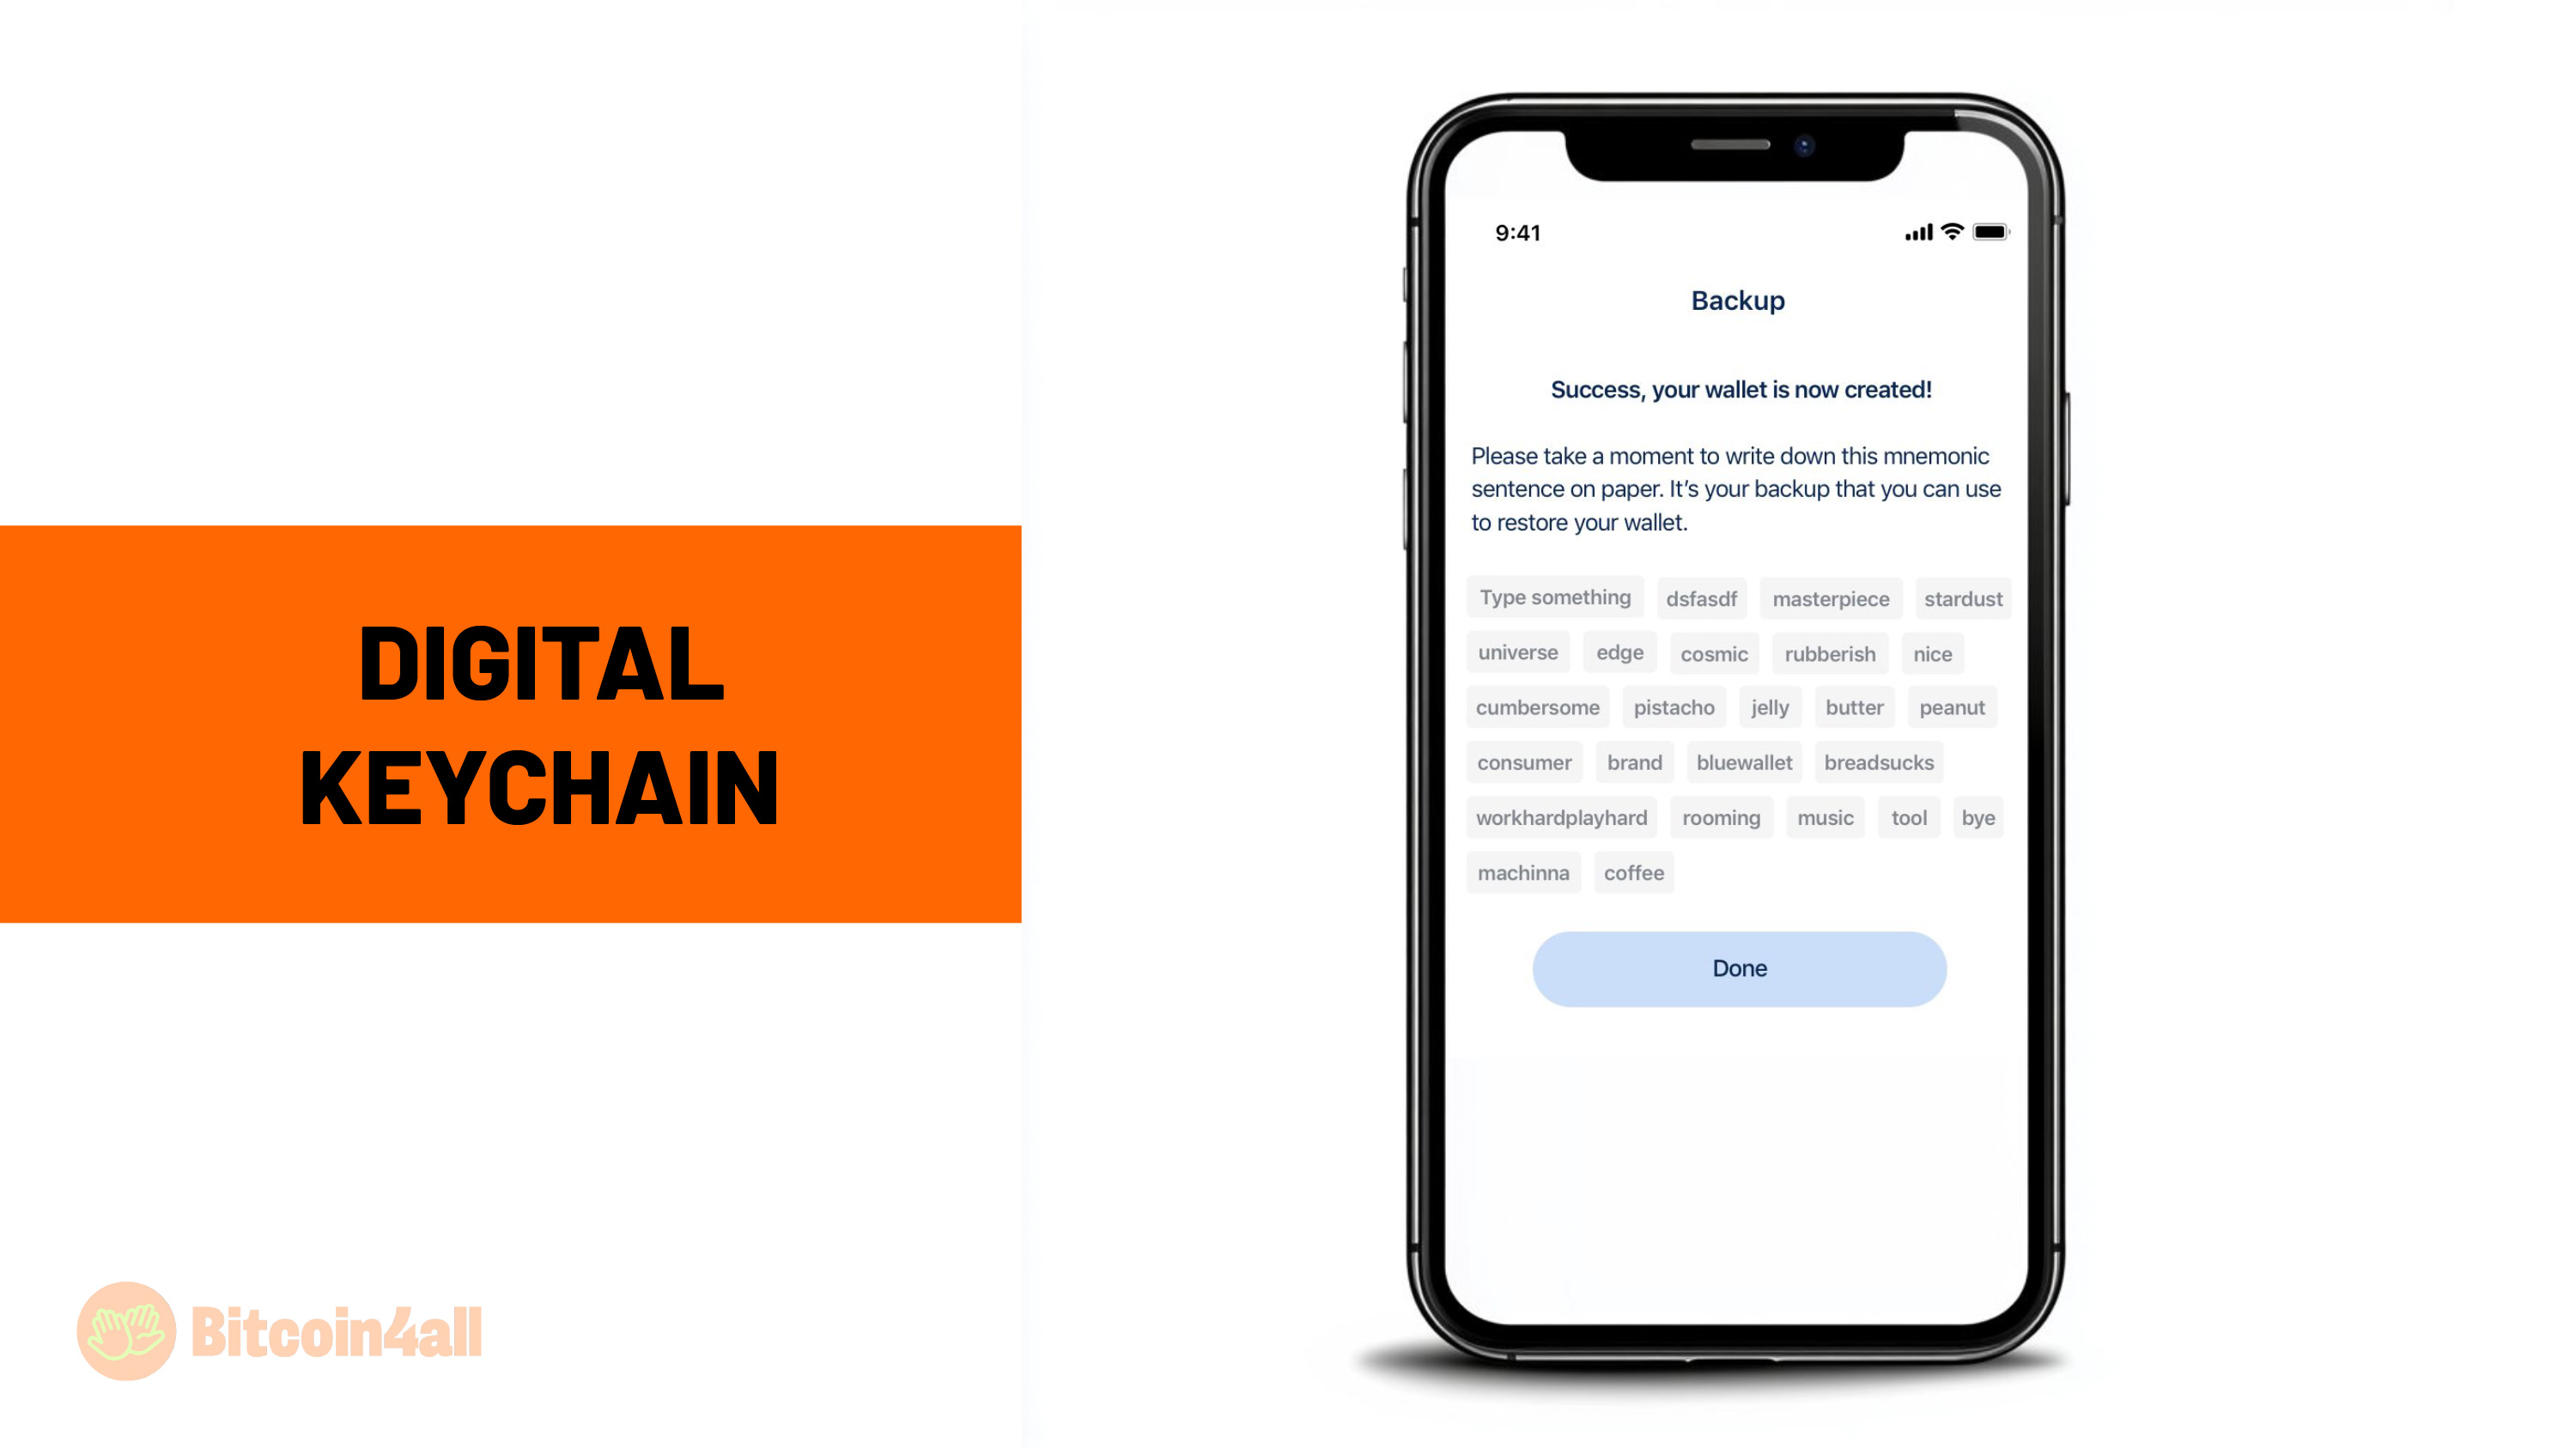 DIGITAL
KEYCHAIN
Bitcoin4all
9:41
Backup
Success, your wallet is now created!
Please take a moment to write down this mnemonic
sentence on paper. It’s your backup that you can use
to restore your wallet.
Type something dsfasdf masterpiece stardust
universe edge cosmic rubberish nice
cumbersome pistacho jelly butter peanut
consumer brand bluewallet breadsucks
workhardplayhard rooming music tool bye
machinna coffee
Done